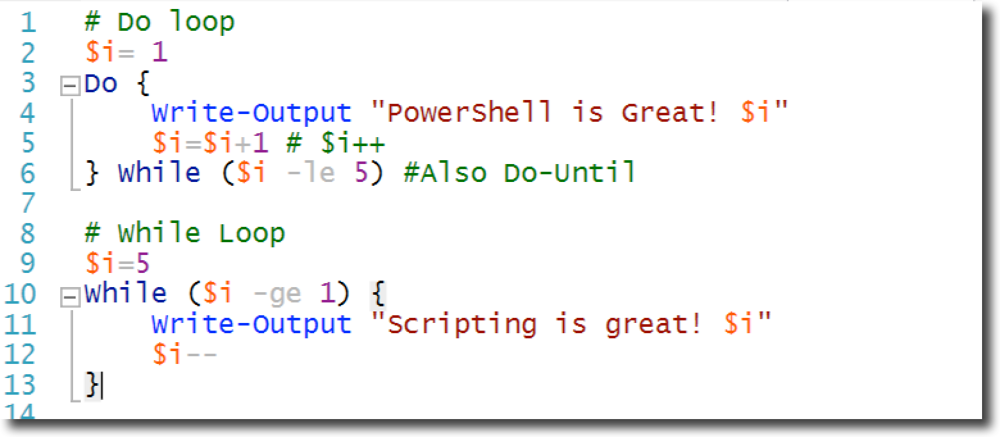 1 # Do loop
2 $i= 1
3 Do {
4 Write-Output "PowerShell is Great! $i"
5 $i=$i+1 # $i++
6 } While ($i -le 5) #Also Do-Until
7
8 # While Loop
9 $i=5
10 While ($i -ge 1) {
11 Write-Output "Scripting is great! $i"
12 $i--
13 }
14